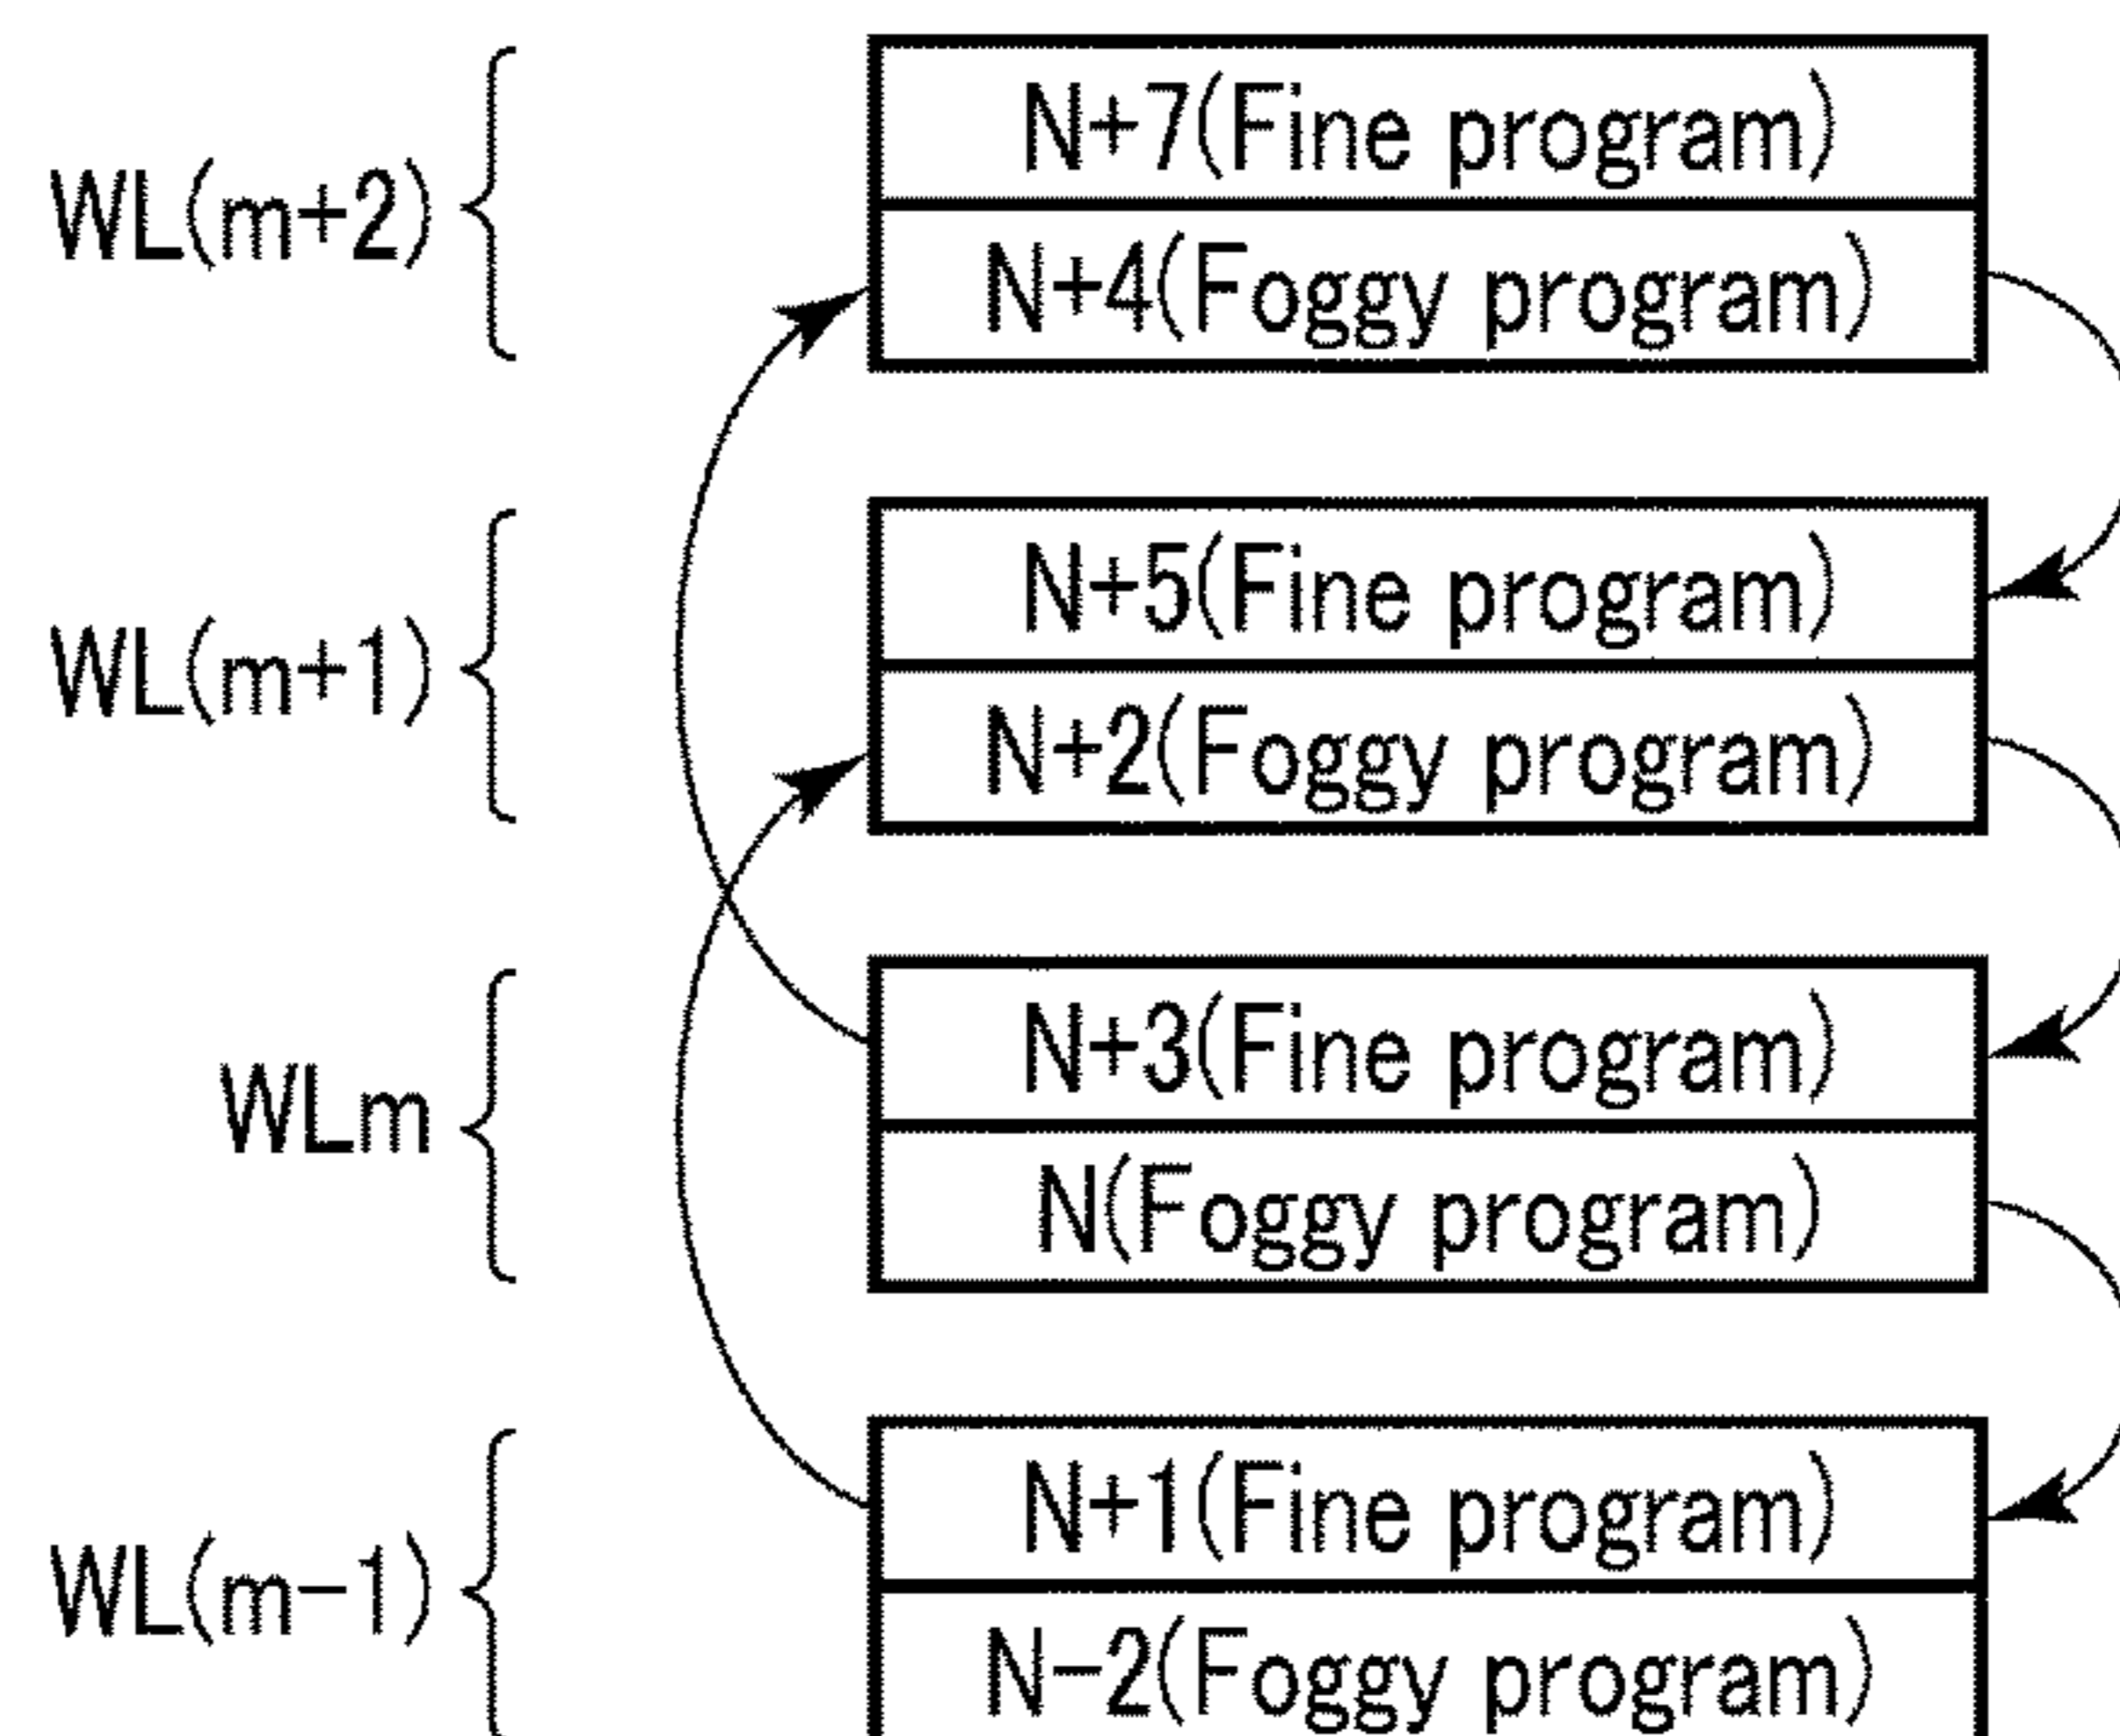 WL(m+2)
N+7(Fine program)
N+4(Foggy program)
WL(m+1)
N+5(Fine program)
N+2(Foggy program)
WLm
N+3(Fine program)
N(Foggy program)
WL(m-1)
N+1(Fine program)
N-2(Foggy program)